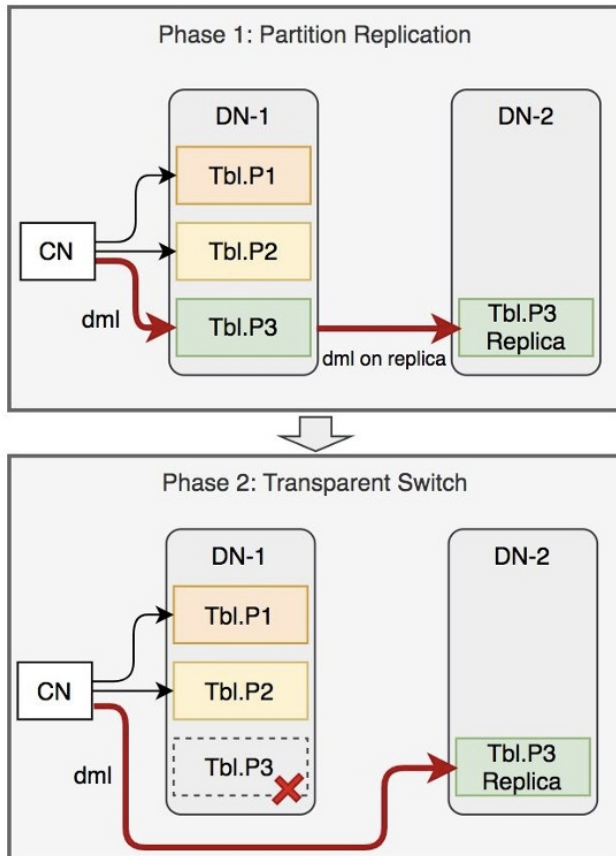 Phase 1: Partition Replication
DN-1
DN-2
Tbl.P1
CN
Tbl.P2
dml
Tbl.P3
dml on replica
Tbl.P3
Replica
Phase 2: Transparent Switch
DN-1
DN-2
Tbl.P1
CN
Tbl.P2
dml
Tbl.P3
Tbl.P3
Replica